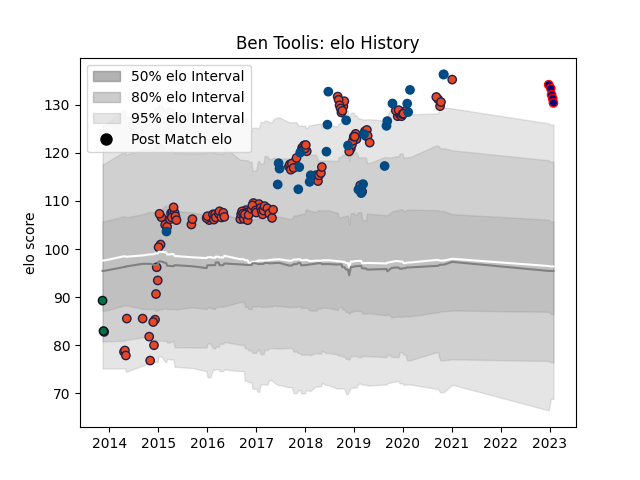 Ben Toolis: elo History
50% elo Interval
80% elo Interval
95% elo Interval
Post Match elo
elo score
130
120
110
100
90
80
70
2014 2015 2016 2017 2018 2019 2020 2021 2022 2023